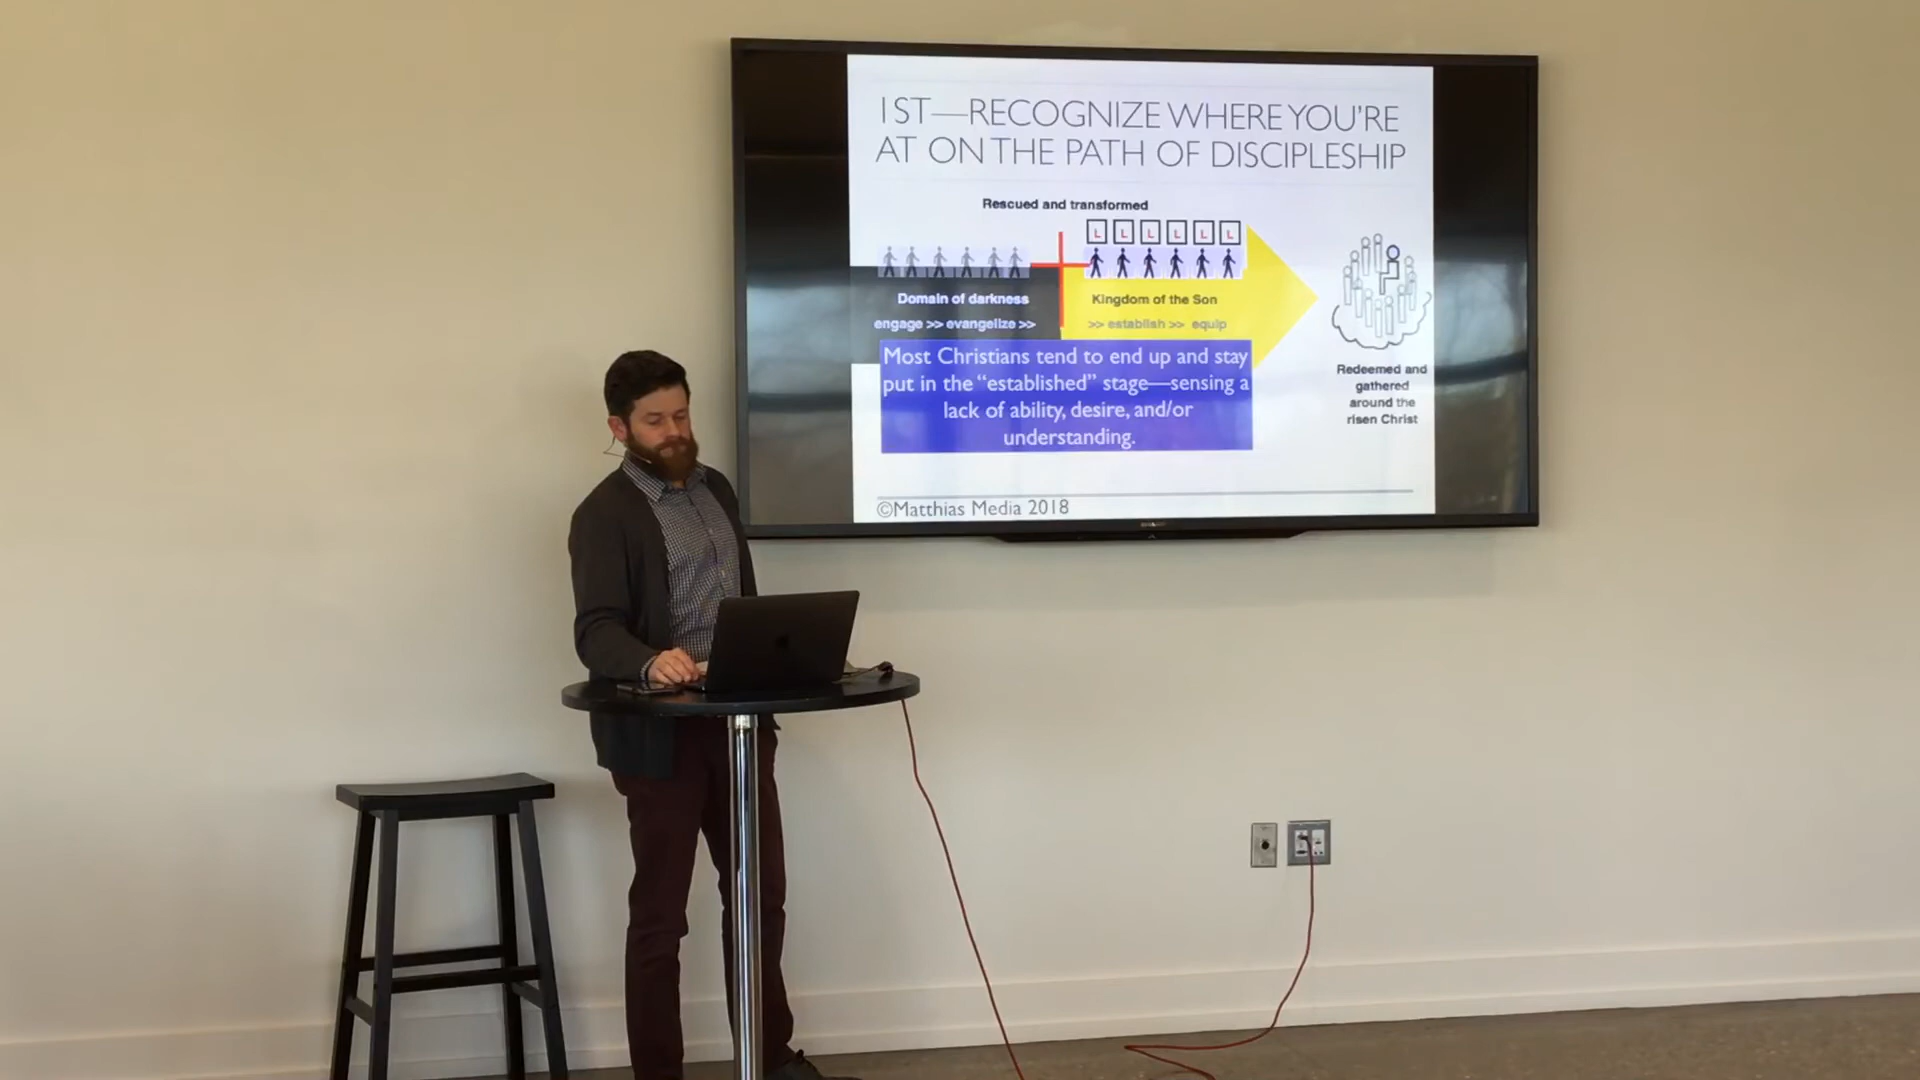 1ST—RECOGNIZE WHERE YOU'RE
AT ON THE PATH OF DISCIPLESHIP
Rescued and transformed
L L L L L L
Domain of darkness
Kingdom of the Son
engage >> evangelize >>
>> establish >> equip
Most Christians tend to end up and stay
put in the “established” stage—sensing a
lack of ability, desire, and/or
understanding.
Redeemed and
gathered
around the
risen Christ
©Matthias Media 2018
SHARP